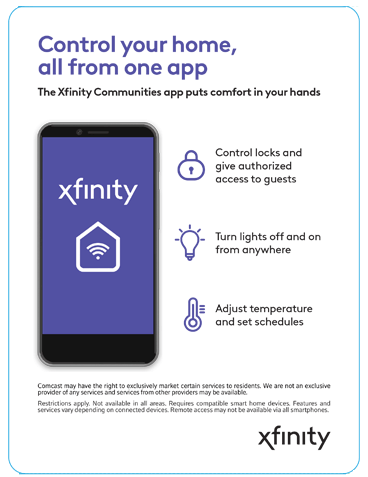 Control your home,
all from one app
The Xfinity Communities app puts comfort in your hands
xfinity
Control locks and
give authorized
access to guests
Turn lights off and on
from anywhere
Adjust temperature
and set schedules
Comcast may have the right to exclusively market certain services to residents. We are not an exclusive
provider of any services and services from other providers may be available.
Restrictions apply. Not available in all areas. Requires compatible smart home devices. Features and
services vary depending on connected devices. Remote access may not be available via all smartphones.
xfinity